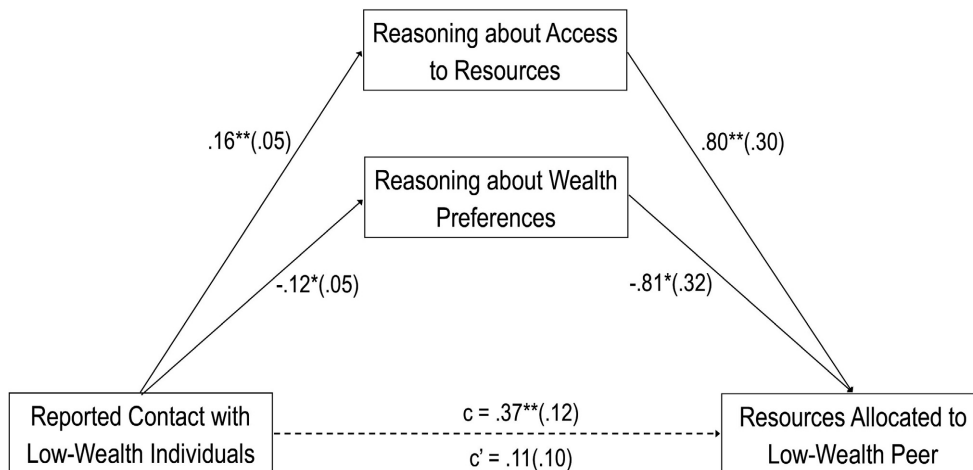 Reasoning about Access
to Resources
.16**(.05)
.80**(.30)
Reasoning about Wealth
Preferences
-.12*(.05)
-.81*(.32)
Reported Contact with
Low-Wealth Individuals
c = .37**(.12)
c' = .11(.10)
Resources Allocated to
Low-Wealth Peer